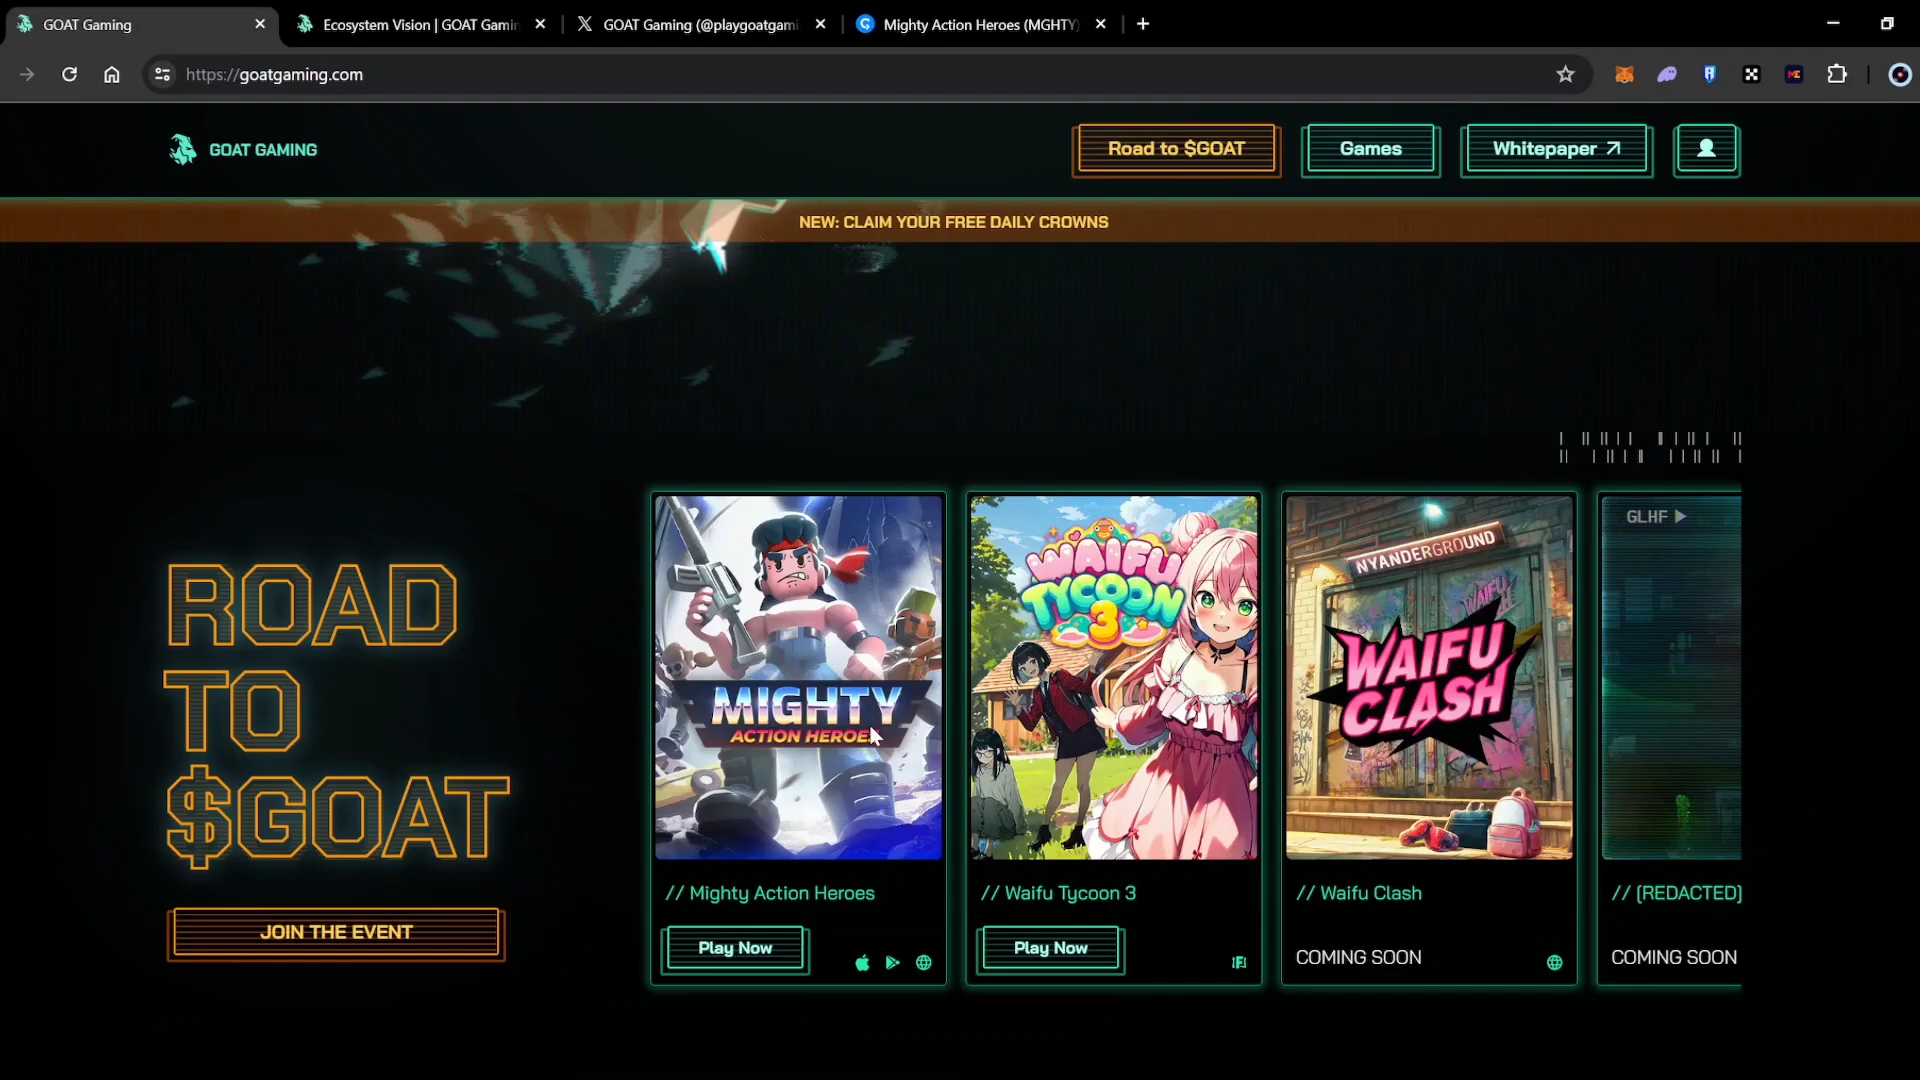 GOAT Gaming
Ecosystem Vision | GOAT Gamin
GOAT Gaming (@playgoatgami
Mighty Action Heroes (MGHTY)
https://goatgaming.com
GOAT GAMING
Road to $GOAT
Games
Whitepaper
NEW: CLAIM YOUR FREE DAILY CROWNS
ROAD
TO
$GOAT
JOIN THE EVENT
MIGHTY
ACTION HEROES
// Mighty Action Heroes
Play Now
WAIFU
TYCOON
3
// Waifu Tycoon 3
Play Now
NYANDERGROUND
WAIFU
CLASH
// Waifu Clash
COMING SOON
GLHF
// [REDACTED]
COMING SOON